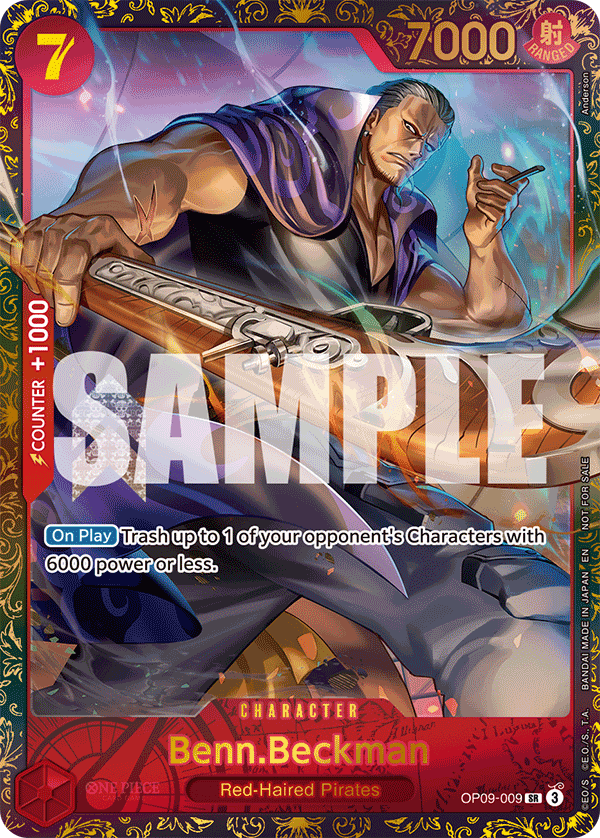 7
7000
射
RANGED
Anderson
COUNTER +1000
SAMPLE
On Play Trash up to 1 of your opponent's Characters with
6000 power or less.
CHARACTER
Benn.Beckman
Red-Haired Pirates
ONE PIECE
CARD GAME
OP09-009 SR 3
©E.O./S. ©E.O./S., T.A. BANDAI MADE IN JAPAN EN NOT FOR SALE